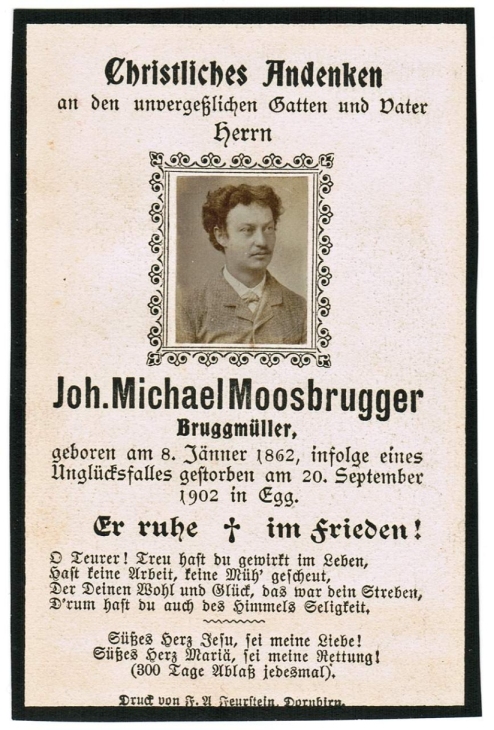 Christliches Andenken
an den unvergeßlichen Gatten und Vater
Herrn
Joh. Michael Moosbrugger
Bruggmüller,
geboren am 8. Jänner 1862, infolge eines
Unglücksfalles gestorben am 20. September
1902 in Egg.
Er ruhe † im Frieden!
O Teurer! Treu hast du gewirkt im Leben,
Hast keine Arbeit, keine Müh' gescheut,
Der Deinen Wohl und Glück, das war dein Streben,
D'rum hast du auch des Himmels Seligkeit.
Süßes Herz Jesu, sei meine Liebe!
Süßes Herz Mariä, sei meine Rettung!
(300 Tage Ablaß jedesmal).
Druck von F. A Feurstein, Dornbirn.